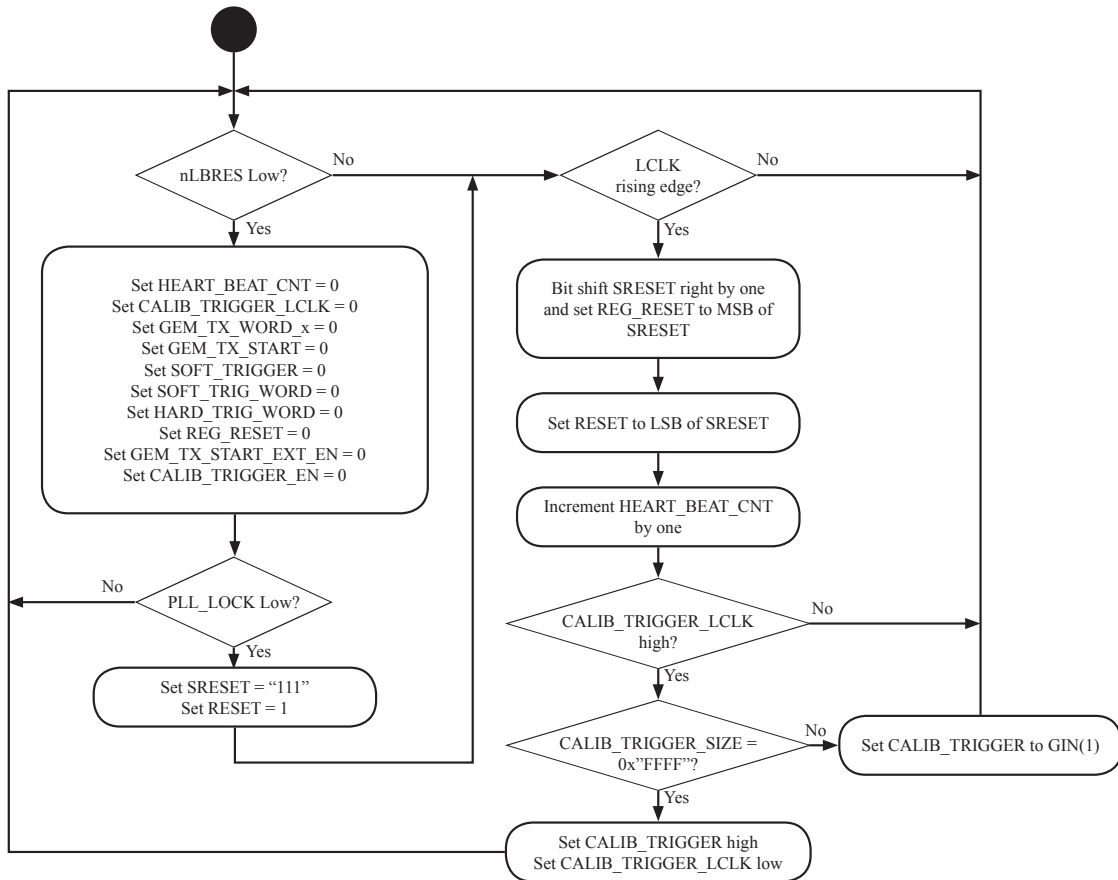 nLBRES Low?
No
Yes
Set HEART_BEAT_CNT = 0
Set CALIB_TRIGGER_LCLK = 0
Set GEM_TX_WORD_x = 0
Set GEM_TX_START = 0
Set SOFT_TRIGGER = 0
Set SOFT_TRIG_WORD = 0
Set HARD_TRIG_WORD = 0
Set REG_RESET = 0
Set GEM_TX_START_EXT_EN = 0
Set CALIB_TRIGGER_EN = 0
PLL_LOCK Low?
No
Yes
Set SRESET = “111”
Set RESET = 1
LCLK
rising edge?
No
Yes
Bit shift SRESET right by one
and set REG_RESET to MSB of
SRESET
Set RESET to LSB of SRESET
Increment HEART_BEAT_CNT
by one
CALIB_TRIGGER_LCLK
high?
No
Yes
CALIB_TRIGGER_SIZE =
0x”FFFF”?
No
Set CALIB_TRIGGER to GIN(1)
Yes
Set CALIB_TRIGGER high
Set CALIB_TRIGGER_LCLK low